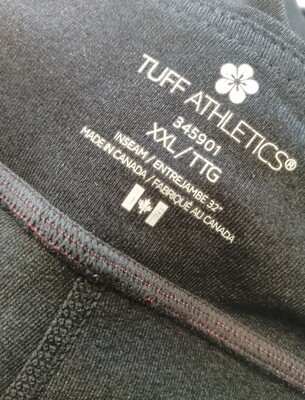 TUFF ATHLETICS®
345901
XXL/TTG
INSEAM / ENTREJAMBE 32"
MADE IN CANADA / FABRIQUÉ AU CANADA